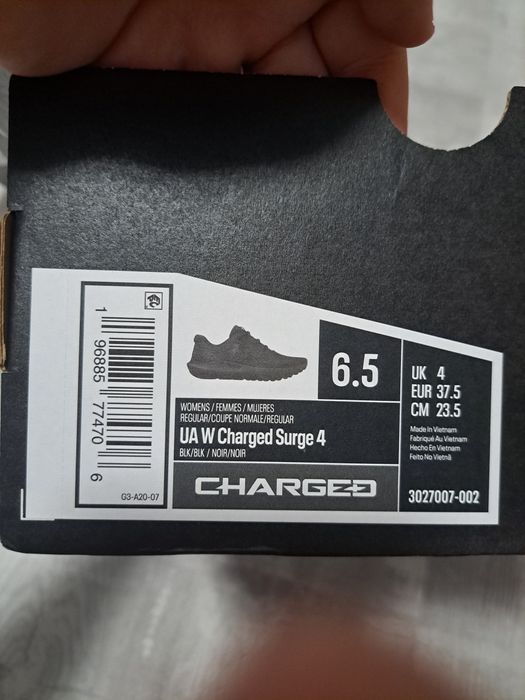 1 96885 77470 6
G3-A20-07
6.5
UK 4
EUR 37.5
CM 23.5
WOMENS / FEMMES / MUJERES
REGULAR/COUPE NORMALE/REGULAR
UA W Charged Surge 4
BLK/BLK / NOIR/NOIR
Made In Vietnam
Fabriqué Au Vietnam
Hecho En Vietnam
Feito No Vietnã
CHARGED
3027007-002